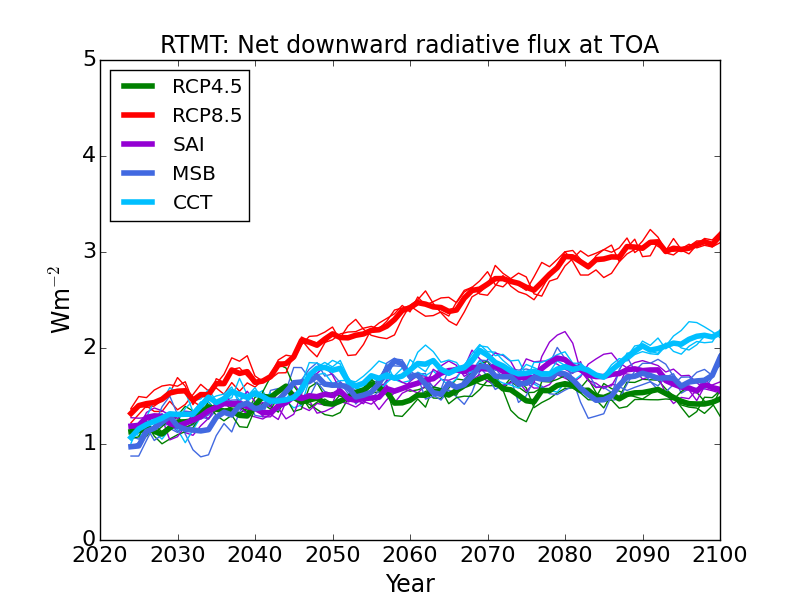 RTMT: Net downward radiative flux at TOA
RCP4.5
RCP8.5
SAI
MSB
CCT
5
4
3
2
1
0
Wm⁻²
2020 2030 2040 2050 2060 2070 2080 2090 2100
Year